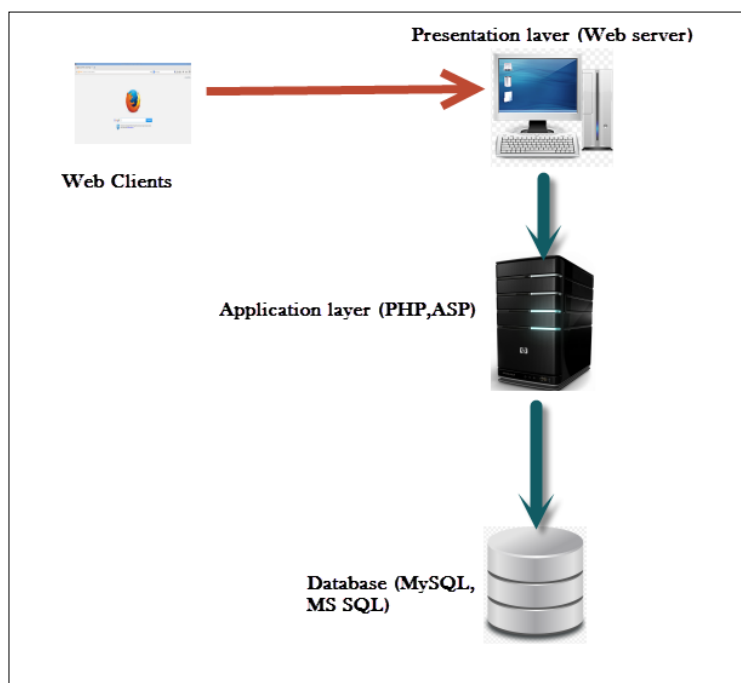 Presentation layer (Web server)
Web Clients
Application layer (PHP,ASP)
Database (MySQL,
MS SQL)